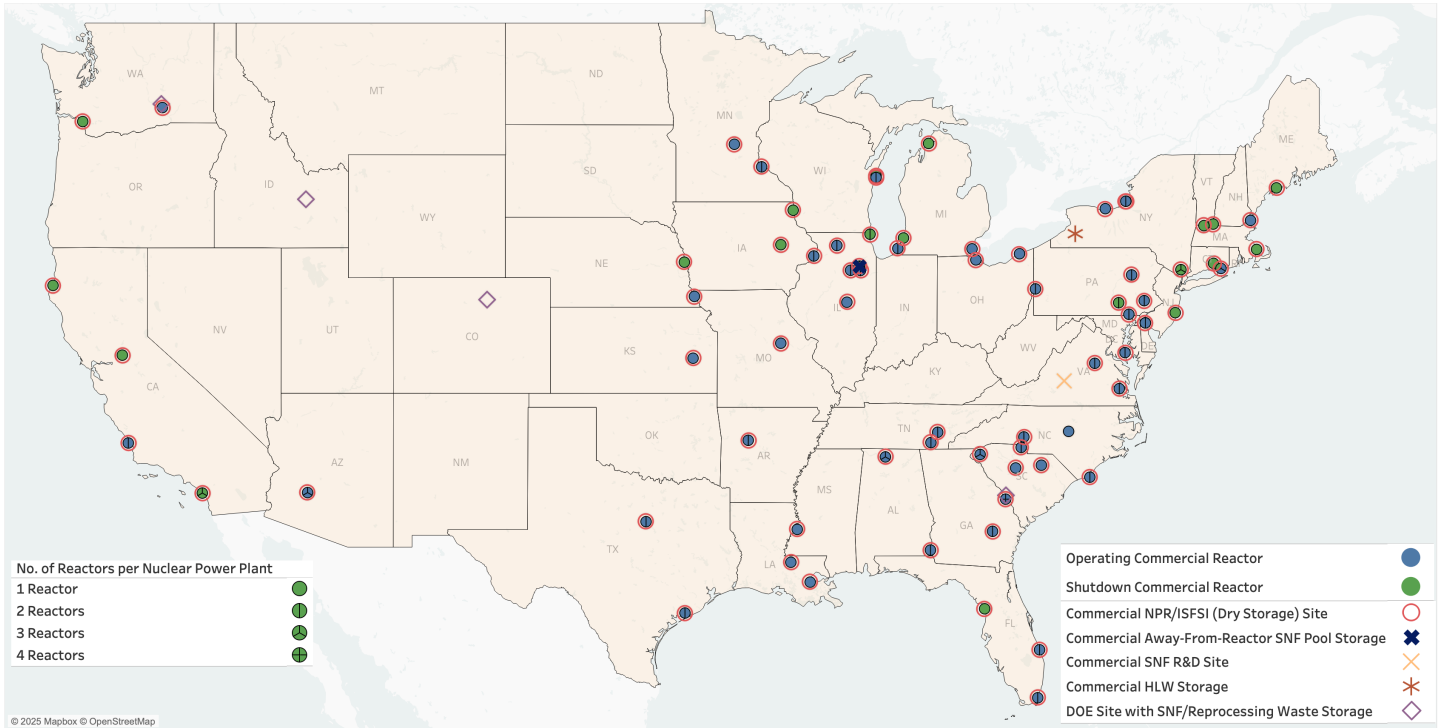 WA
MT
ND
MN
ME
OR
ID
SD
WI
VT
NH
MI
NY
WY
MA
IA
NE
PA
NJ
NV
UT
CO
IL
IN
OH
MD
DE
KS
MO
WV
VA
KY
CA
AZ
NM
OK
AR
TN
NC
SC
MS
AL
GA
TX
LA
FL
No. of Reactors per Nuclear Power Plant
1 Reactor
2 Reactors
3 Reactors
4 Reactors
Operating Commercial Reactor
Shutdown Commercial Reactor
Commercial NPR/ISFSI (Dry Storage) Site
Commercial Away-From-Reactor SNF Pool Storage
Commercial SNF R&D Site
Commercial HLW Storage
DOE Site with SNF/Reprocessing Waste Storage
© 2025 Mapbox © OpenStreetMap